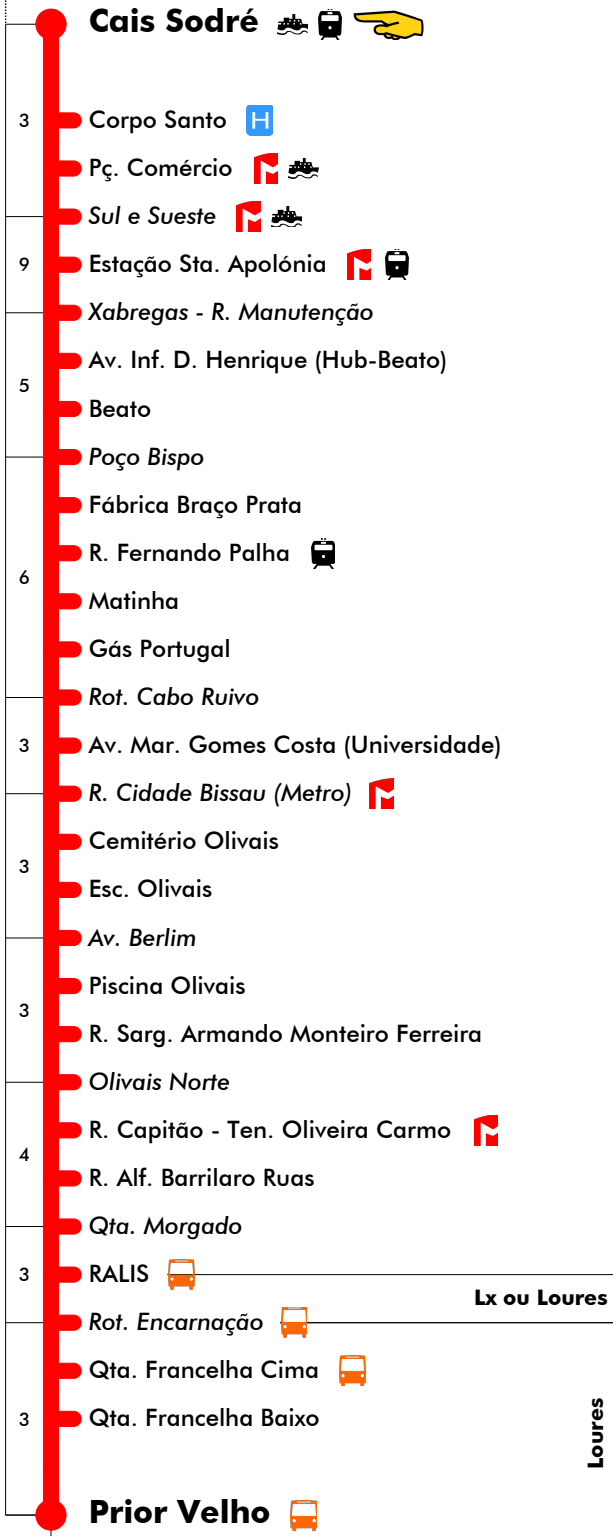 Cais Sodré
3
Corpo Santo H
Pç. Comércio
Sul e Sueste
9
Estação Sta. Apolónia
Xabregas - R. Manutenção
Av. Inf. D. Henrique (Hub-Beato)
5
Beato
Poço Bispo
Fábrica Braço Prata
R. Fernando Palha
6
Matinha
Gás Portugal
Rot. Cabo Ruivo
3
Av. Mar. Gomes Costa (Universidade)
R. Cidade Bissau (Metro)
Cemitério Olivais
3
Esc. Olivais
Av. Berlim
Piscina Olivais
3
R. Sarg. Armando Monteiro Ferreira
Olivais Norte
R. Capitão - Ten. Oliveira Carmo
4
R. Alf. Barrilaro Ruas
Qta. Morgado
3
RALIS
Lx ou Loures
Rot. Encarnação
Qta. Francelha Cima
3
Qta. Francelha Baixo
Loures
Prior Velho